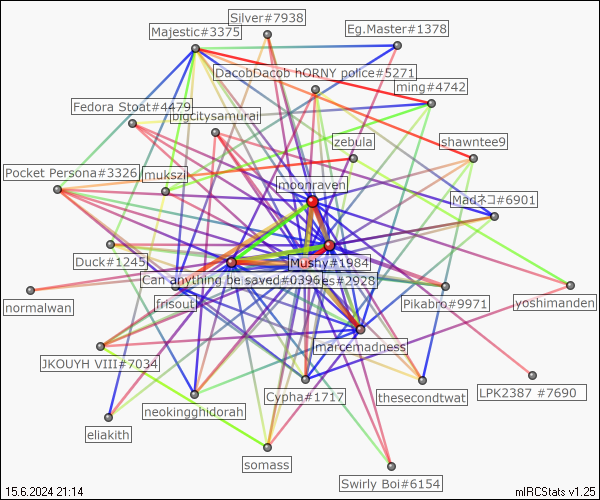 Silver#7938
Majestic#3375
Eg.Master#1378
DacobDacob hORNY police#5271
ming#4742
Fedora Stoat#4479
bigcitysamurai
zebula
shawntee9
Pocket Persona#3326
mukszi
moonraven
Madネコ#6901
Duck#1245
Mushy#1984
Can anything be saved#0396
es#2928
normalwan
frisout
Pikabro#9971
yoshimanden
marcemadness
JKOUYH VIII#7034
LPK2387 #7690
Cypha#1717
thesecondtwat
neokingghidorah
eliakith
somass
Swirly Boi#6154
15.6.2024 21:14
mIRCStats v1.25